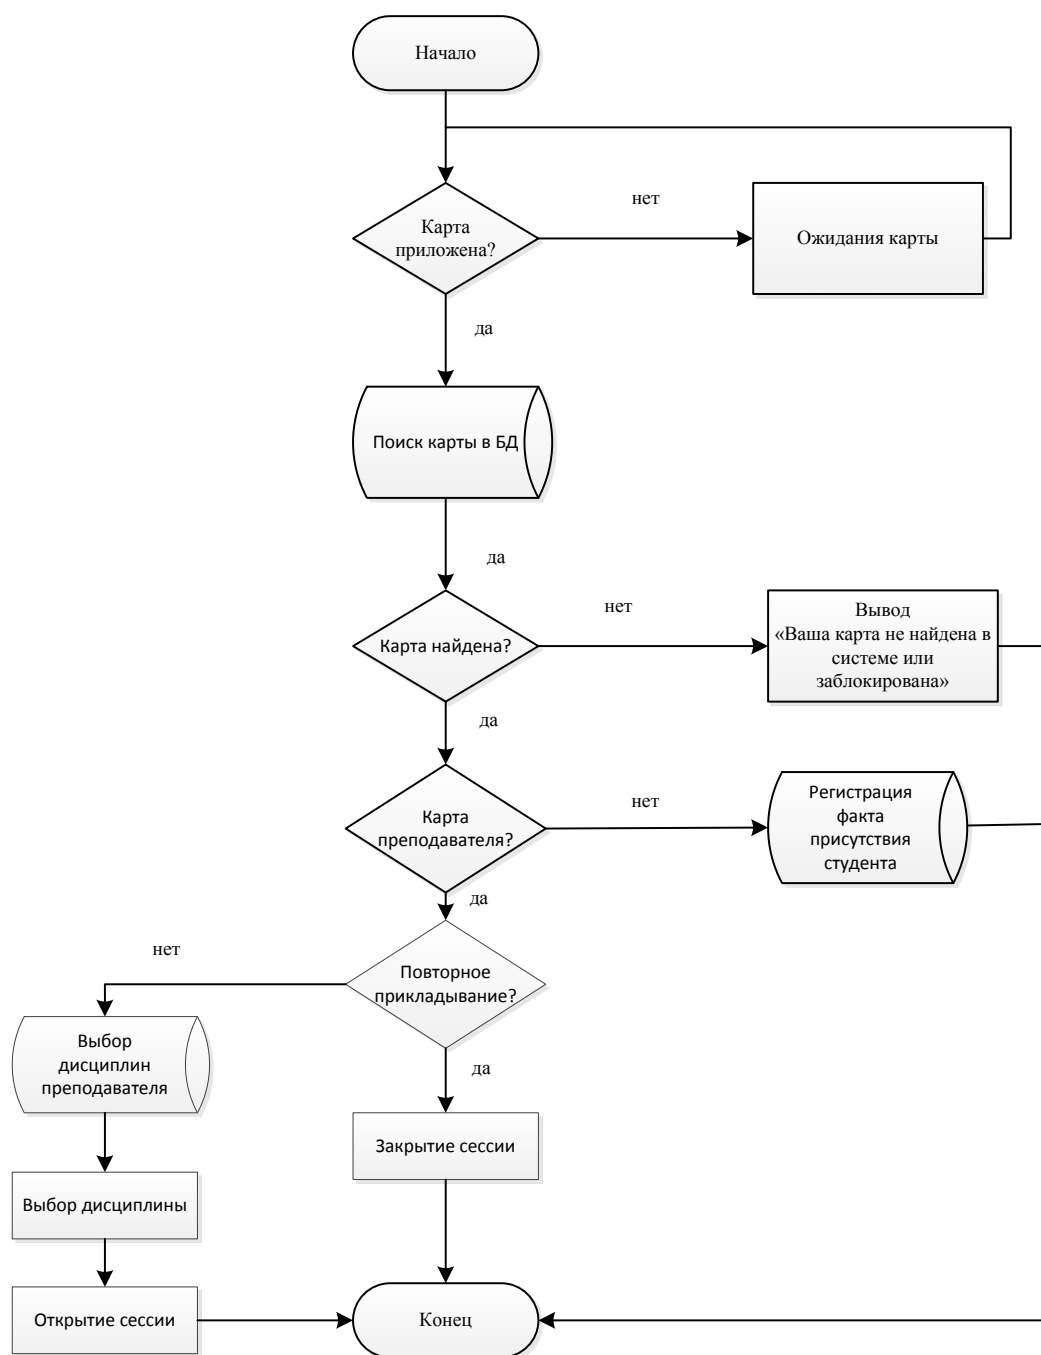 Начало
нет
Карта
приложена?
Ожидания карты
да
Поиск карты в БД
да
нет
Карта найдена?
Вывод
«Ваша карта не найдена в
системе или
заблокирована»
да
Карта
преподавателя?
нет
Регистрация
факта
присутствия
студента
да
нет
Повторное
прикладывание?
Выбор
дисциплин
преподавателя
да
Закрытие сессии
Выбор дисциплины
Открытие сессии
Конец